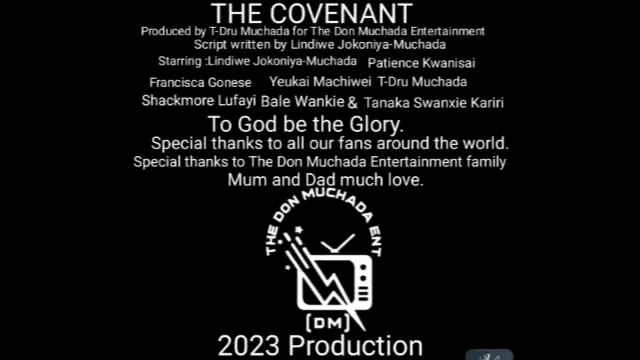 THE COVENANT
Produced by T-Dru Muchada for The Don Muchada Entertainment
Script written by Lindiwe Jokoniya-Muchada
Starring :Lindiwe Jokoniya-Muchada Patience Kwanisai
Francisca Gonese Yeukai Machiwei T-Dru Muchada
Shackmore Lufayi Bale Wankie & Tanaka Swanxie Kariri
To God be the Glory.
Special thanks to all our fans around the world.
Special thanks to The Don Muchada Entertainment family
Mum and Dad much love.
THE DON MUCHADA ENT
[DM]
2023 Production